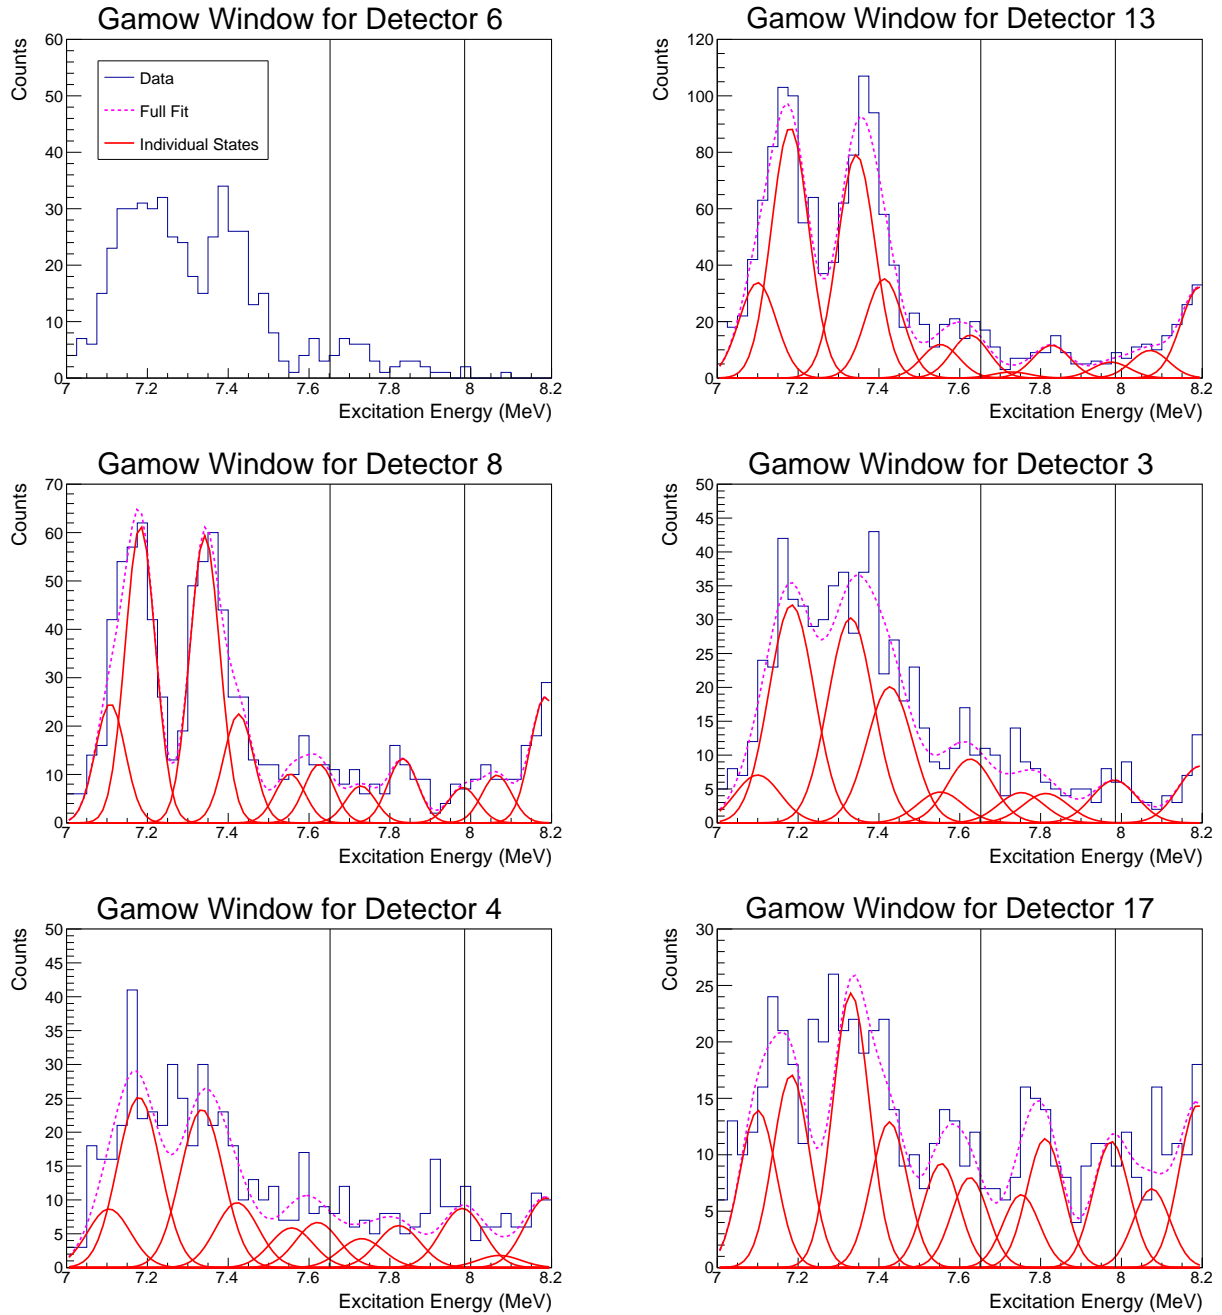 Gamow Window for Detector 6
Counts
60
50
40
30
20
10
0
Data
Full Fit
Individual States
7 7.2 7.4 7.6 7.8 8 8.2
Excitation Energy (MeV)
Gamow Window for Detector 13
Counts
120
100
80
60
40
20
0
7.2 7.4 7.6 7.8 8 8.2
Excitation Energy (MeV)
Gamow Window for Detector 8
Counts
70
60
50
40
30
20
10
0
7 7.2 7.4 7.6 7.8 8 8.2
Excitation Energy (MeV)
Gamow Window for Detector 3
Counts
50
45
40
35
30
25
20
15
10
5
0
7.2 7.4 7.6 7.8 8 8.2
Excitation Energy (MeV)
Gamow Window for Detector 4
Counts
50
45
40
35
30
25
20
15
10
5
0
7 7.2 7.4 7.6 7.8 8 8.2
Excitation Energy (MeV)
Gamow Window for Detector 17
Counts
30
25
20
15
10
5
0
7.2 7.4 7.6 7.8 8 8.2
Excitation Energy (MeV)